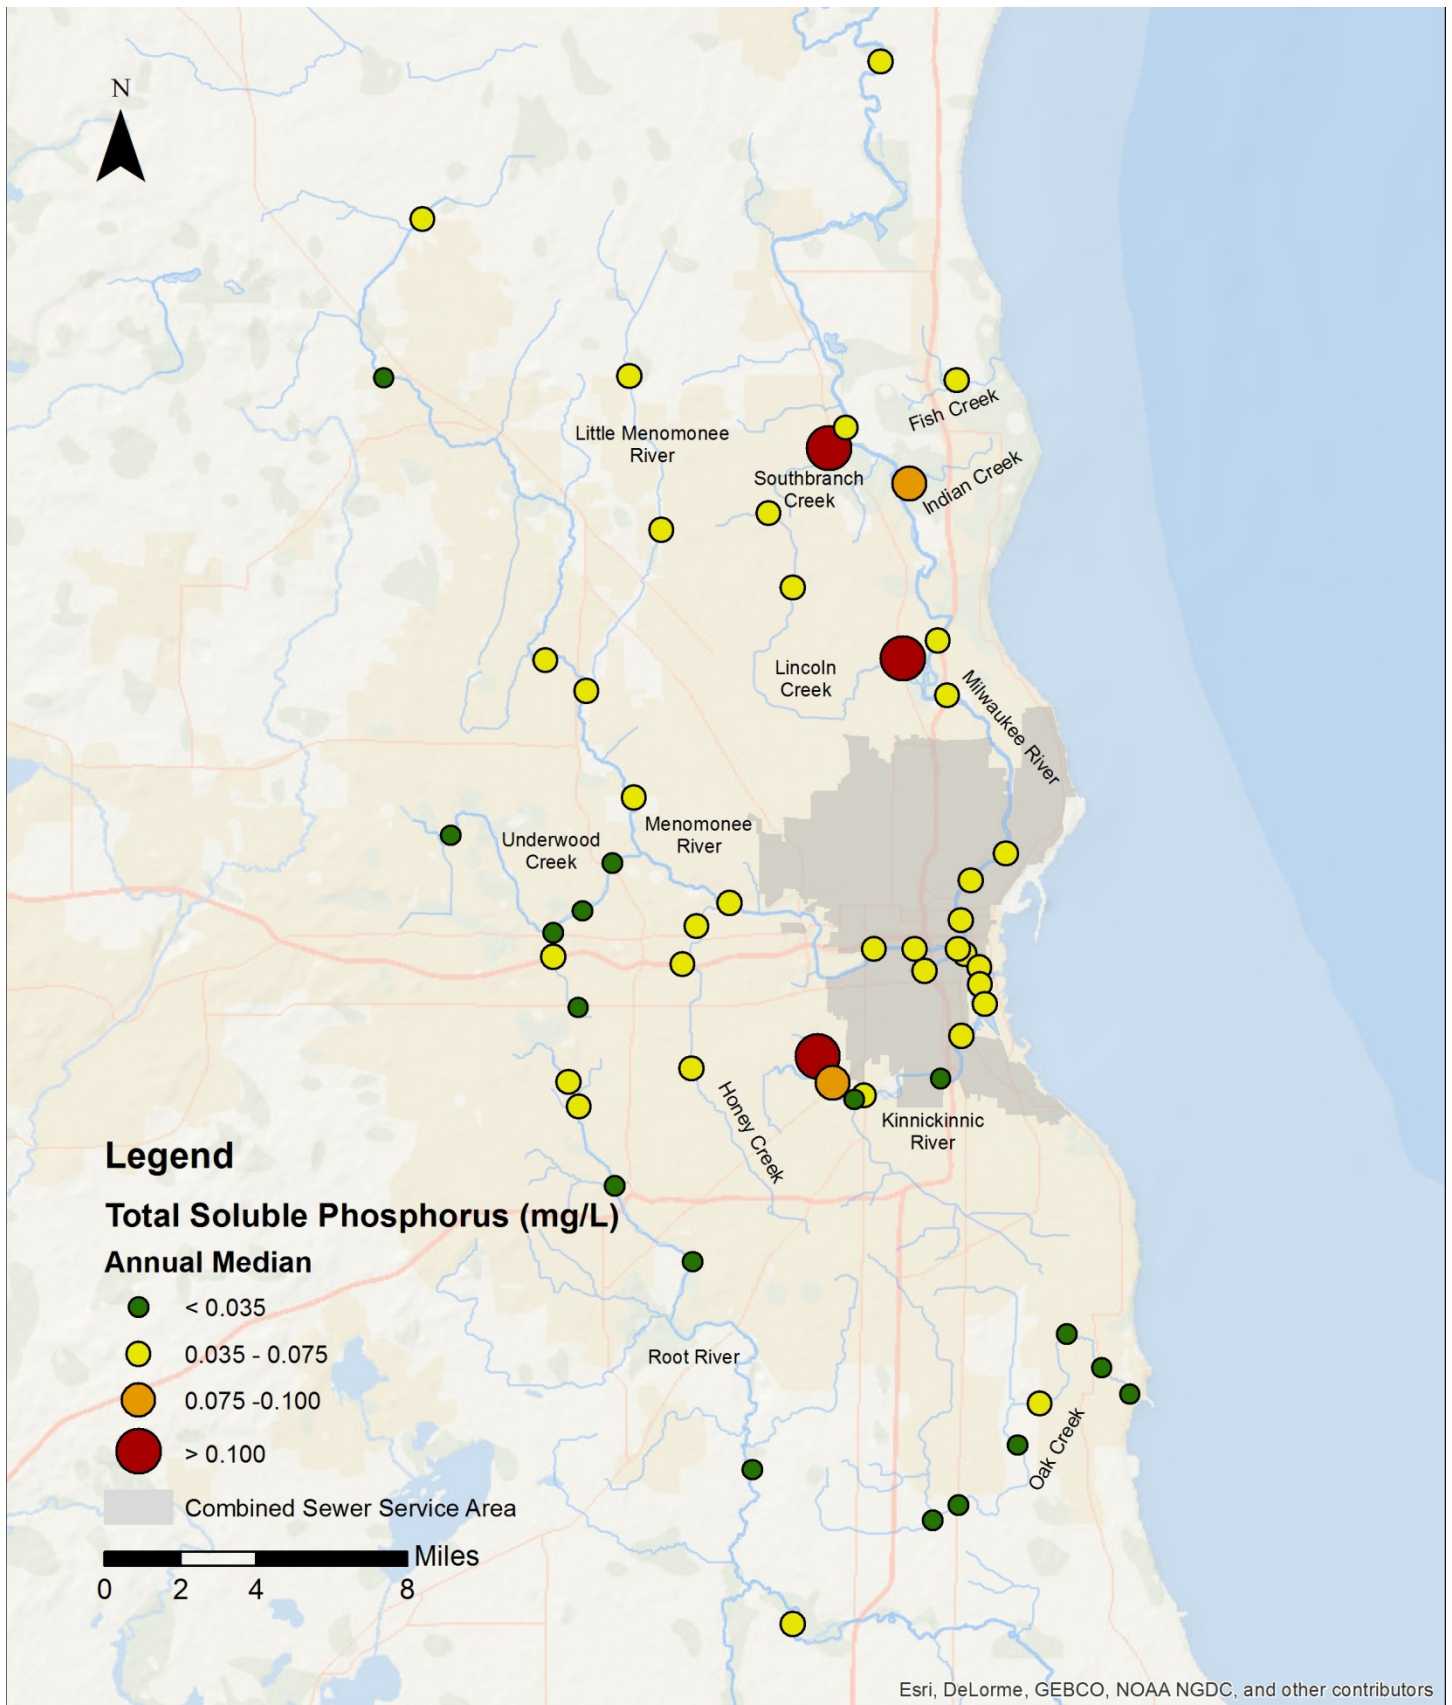 N
Fish Creek
Little Menomonee
River
Indian Creek
Southbranch
Creek
Lincoln
Creek
Milwaukee River
Menomonee
River
Underwood
Creek
Honey Creek
Kinnickinnic
River
Legend
Total Soluble Phosphorus (mg/L)
Annual Median
< 0.035
0.035 - 0.075
0.075 -0.100
> 0.100
Combined Sewer Service Area
Miles
0 2 4 8
Root River
Oak Creek
Esri, DeLorme, GEBCO, NOAA NGDC, and other contributors